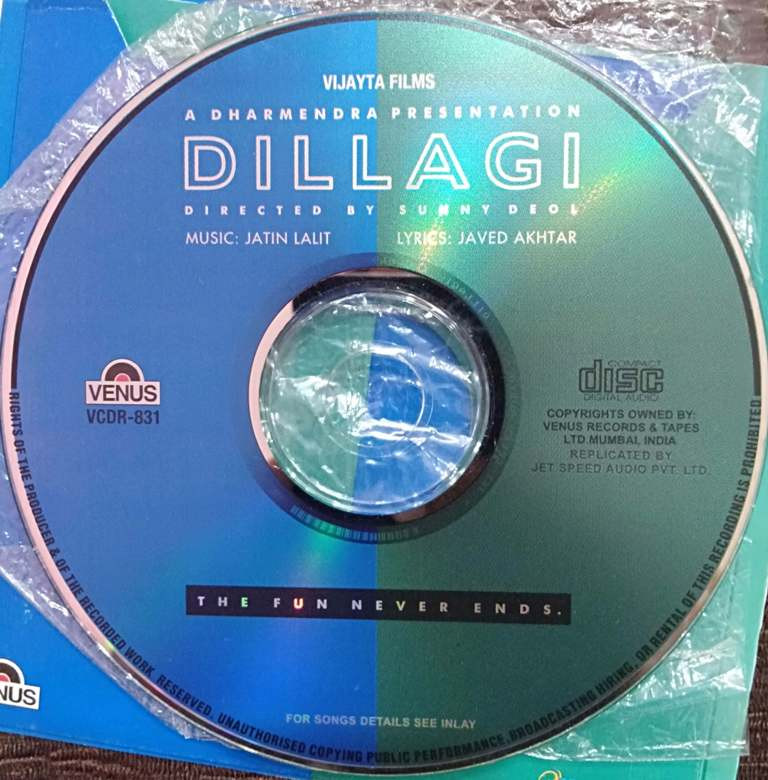 VIJAYTA FILMS
A DHARMENDRA PRESENTATION
DILLAGI
DIRECTED BY SUNNY DEOL
MUSIC: JATIN LALIT LYRICS: JAVED AKHTAR
VENUS
VCDR-831
COMPACT
disc
DIGITAL AUDIO
COPYRIGHTS OWNED BY:
VENUS RECORDS & TAPES
LTD.MUMBAI, INDIA
REPLICATED BY
JET SPEED AUDIO PVT. LTD.
THE FUN NEVER ENDS.
FOR SONGS DETAILS SEE INLAY
RIGHTS OF THE PRODUCER & OF THE RECORDED WORK. RESERVED. UNAUTHORISED COPYING PUBLIC PERFORMANCE, BROADCASTING HIRING, OR RENTAL OF THIS RECORDING IS PROHIBITED
NUS